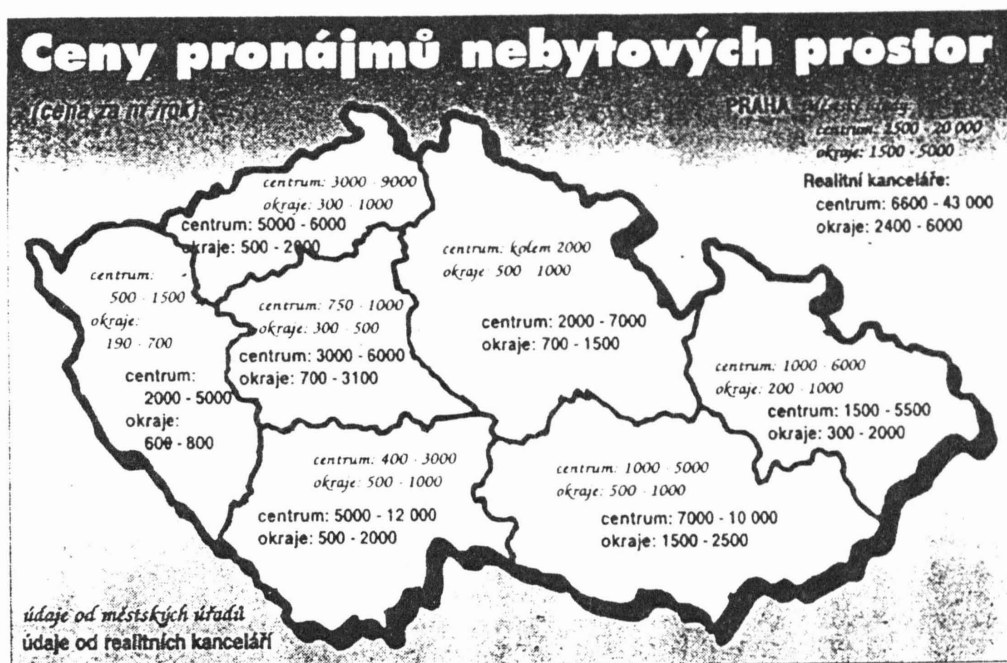 Ceny pronájmů nebytových prostor
(cena za m²/rok)
PRAHA
centrum: 2500 - 20 000
okraje: 1500 - 5000
Realitní kanceláře:
centrum: 6600 - 43 000
okraje: 2400 - 6000
centrum: 3000 - 9000
okraje: 300 - 1000
centrum: 5000 - 6000
okraje: 500 - 2000
centrum: kolem 2000
okraje: 500 - 1000
centrum:
500 - 1500
okraje:
190 - 700
centrum: 750 - 1000
okraje: 300 - 500
centrum: 2000 - 7000
okraje: 700 - 1500
centrum: 3000 - 6000
okraje: 700 - 3100
centrum: 1000 - 6000
okraje: 200 - 1000
centrum:
2000 - 5000
okraje:
600 - 800
centrum: 1500 - 5500
okraje: 300 - 2000
centrum: 400 - 3000
okraje: 500 - 1000
centrum: 1000 - 5000
okraje: 500 - 1000
centrum: 5000 - 12 000
okraje: 500 - 2000
centrum: 7000 - 10 000
okraje: 1500 - 2500
údaje od městských úřadů
údaje od realitních kanceláří